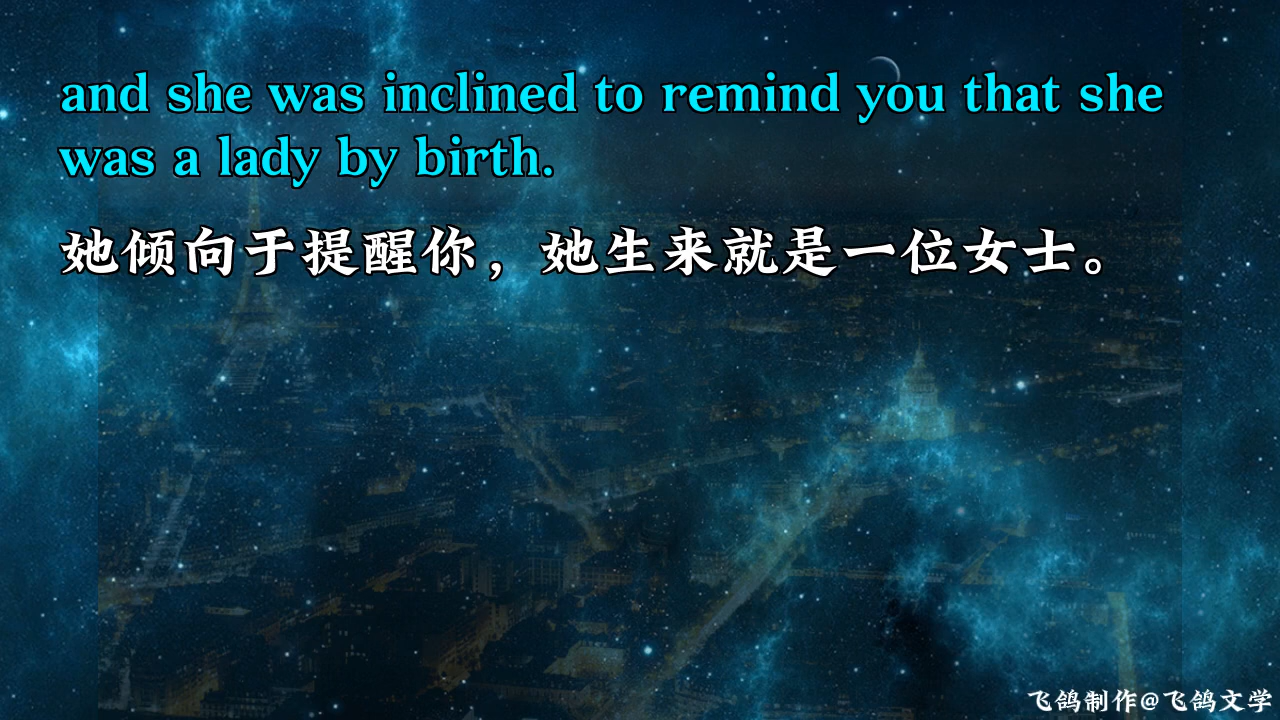 and she was inclined to remind you that she
was a lady by birth.
她倾向于提醒你，她生来就是一位女士。
飞鸽制作@飞鸽文学